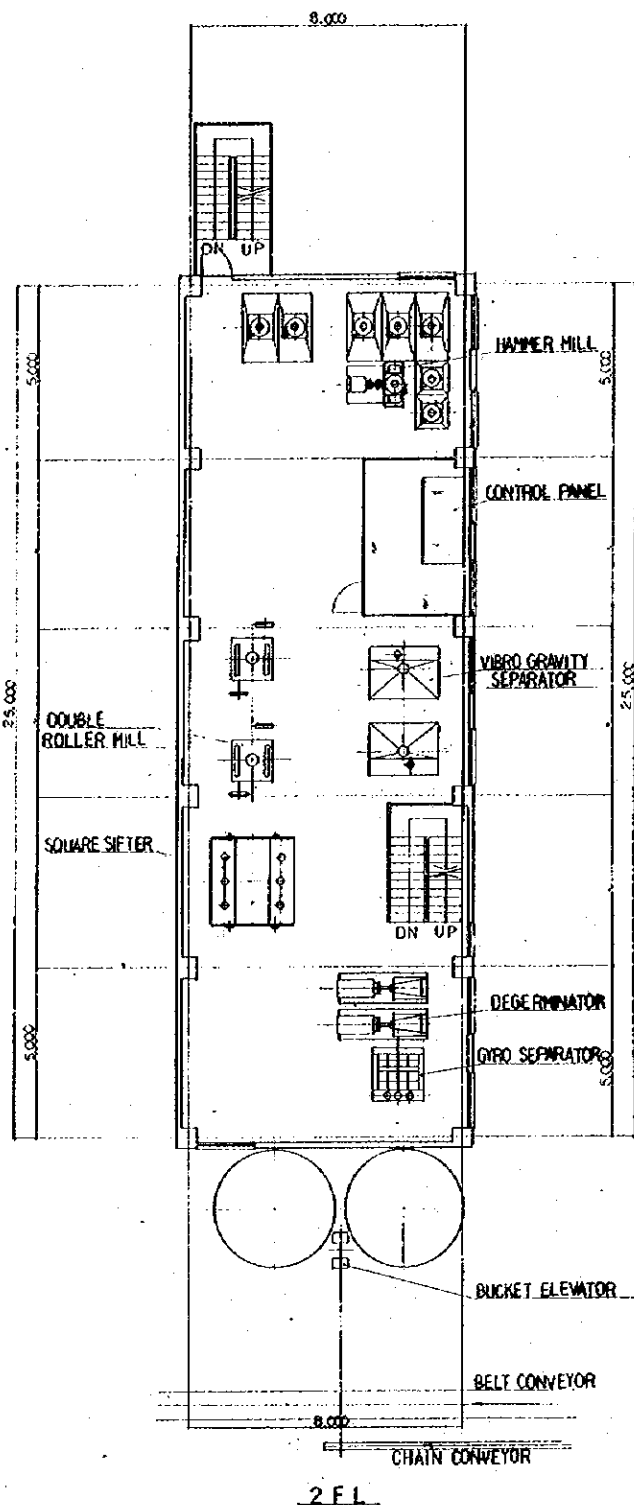 8.000
DN UP
HAMMER MILL
5.000
5.000
CONTROL PANEL
VIBRO GRAVITY
SEPARATOR
25.000
25.000
DOUBLE
ROLLER MILL
SQUARE SIFTER
DN UP
DEGERMINATOR
GYRO SEPARATOR
5.000
5.000
BUCKET ELEVATOR
BELT CONVEYOR
8.000
CHAIN CONVEYOR
2 F L